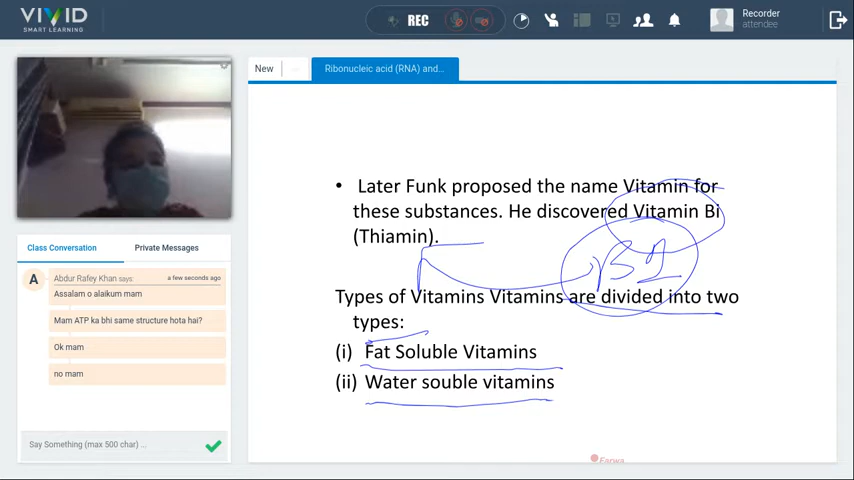 VIVID
SMART LEARNING
REC
Recorder
attendee
New
Ribonucleic acid (RNA) and...
• Later Funk proposed the name Vitamin for
these substances. He discovered Vitamin Bi
(Thiamin).
B1
Types of Vitamins Vitamins are divided into two
types:
(i) Fat Soluble Vitamins
(ii) Water souble vitamins
Farwa
Class Conversation
Private Messages
A
Abdur Rafey Khan says:
a few seconds ago
Assalam o alaikum mam
Mam ATP ka bhi same structure hota hai?
Ok mam
no mam
Say Something (max 500 char) ...